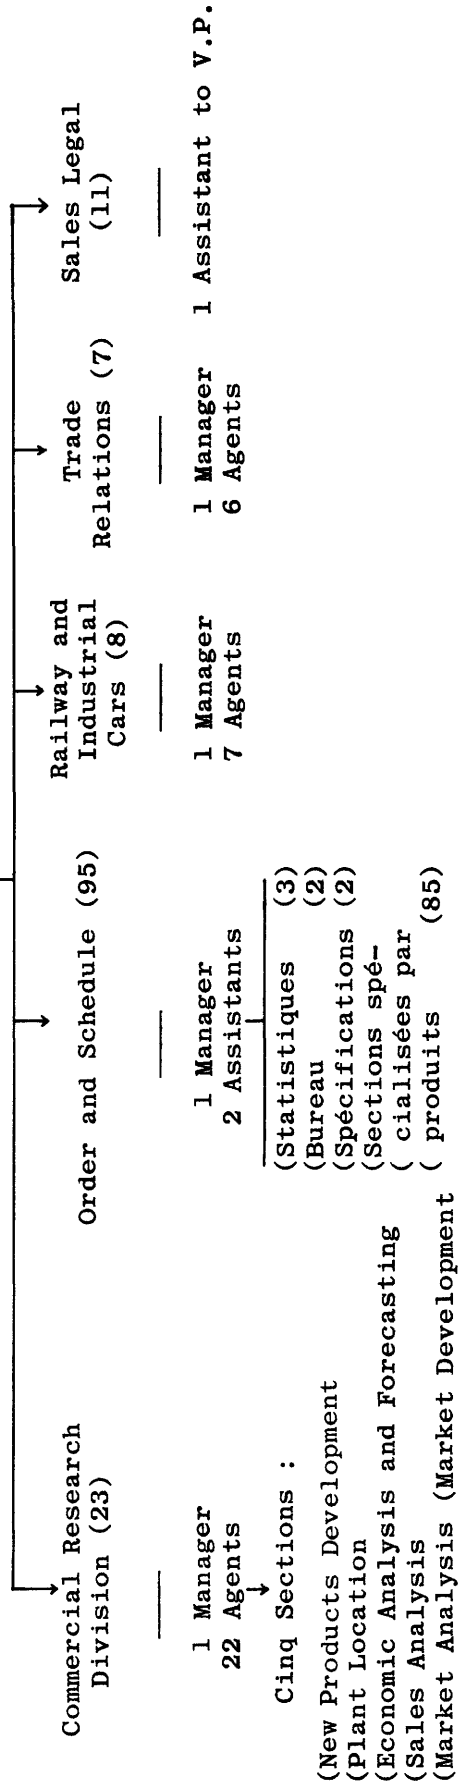 Commercial Research
Division (23)
1 Manager
22 Agents
Cinq Sections :
(New Products Development
(Plant Location
(Economic Analysis and Forecasting
(Sales Analysis
(Market Analysis (Market Development
Order and Schedule (95)
1 Manager
2 Assistants
(Statistiques (3)
(Bureau (2)
(Spécifications (2)
(Sections spé-
( cialisées par
( produits (85)
Railway and
Industrial
Cars (8)
1 Manager
7 Agents
Trade
Relations (7)
1 Manager
6 Agents
Sales Legal
(11)
1 Assistant to V.P.